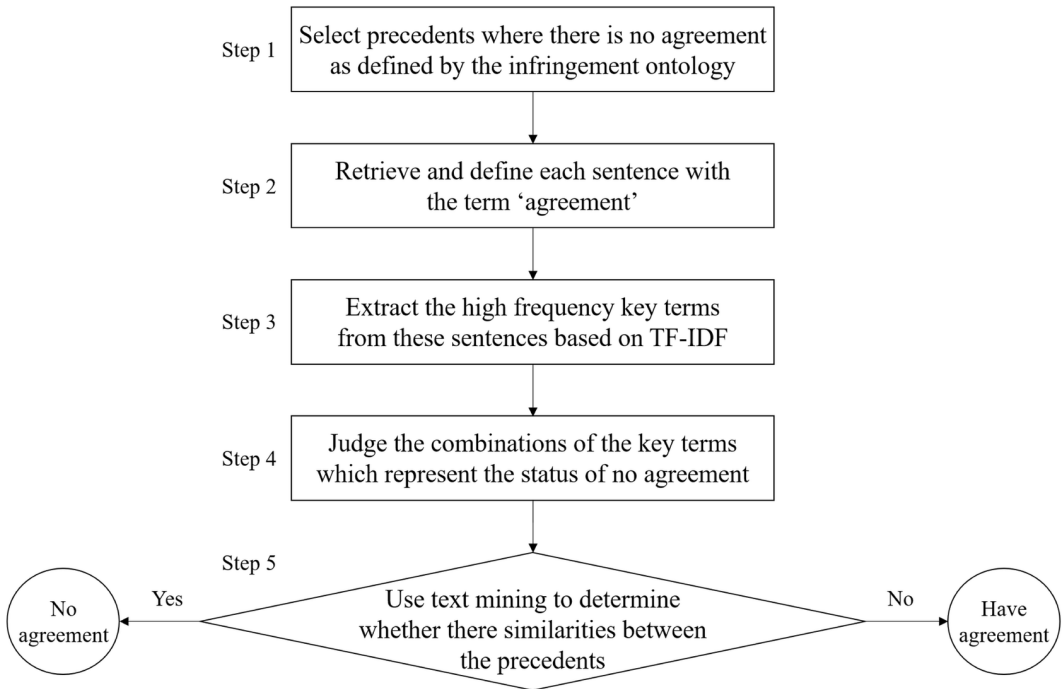 Step 1
Select precedents where there is no agreement
as defined by the infringement ontology
Step 2
Retrieve and define each sentence with
the term ‘agreement’
Step 3
Extract the high frequency key terms
from these sentences based on TF-IDF
Step 4
Judge the combinations of the key terms
which represent the status of no agreement
Step 5
Use text mining to determine
whether there similarities between
the precedents
Yes
No
agreement
No
Have
agreement